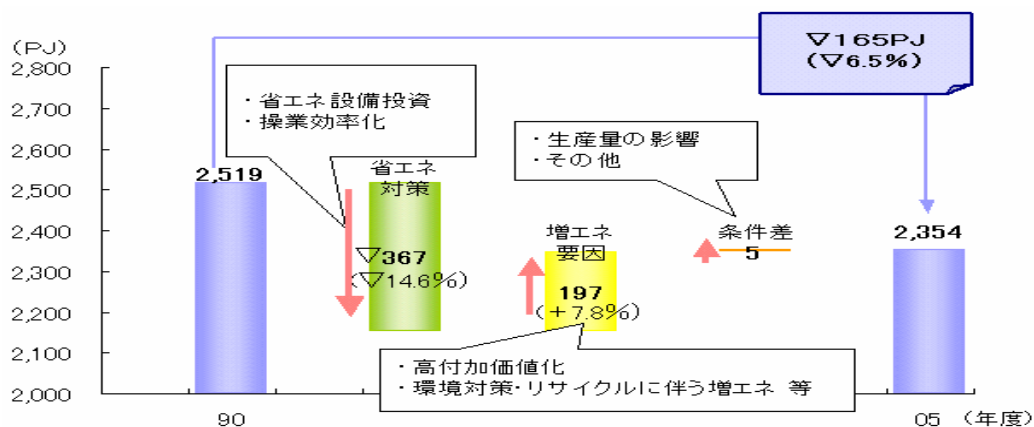 (PJ)
2,800
2,700
2,600
2,500
2,400
2,300
2,200
2,100
2,000
▽165PJ
(▽6.5%)
・省エネ設備投資
・操業効率化
・生産量の影響
・その他
2,519
省エネ
対策
▽367
(▽14.6%)
増エネ
要因
197
(+7.8%)
条件差
5
2,354
・高付加価値化
・環境対策・リサイクルに伴う増エネ 等
90
05 (年度)